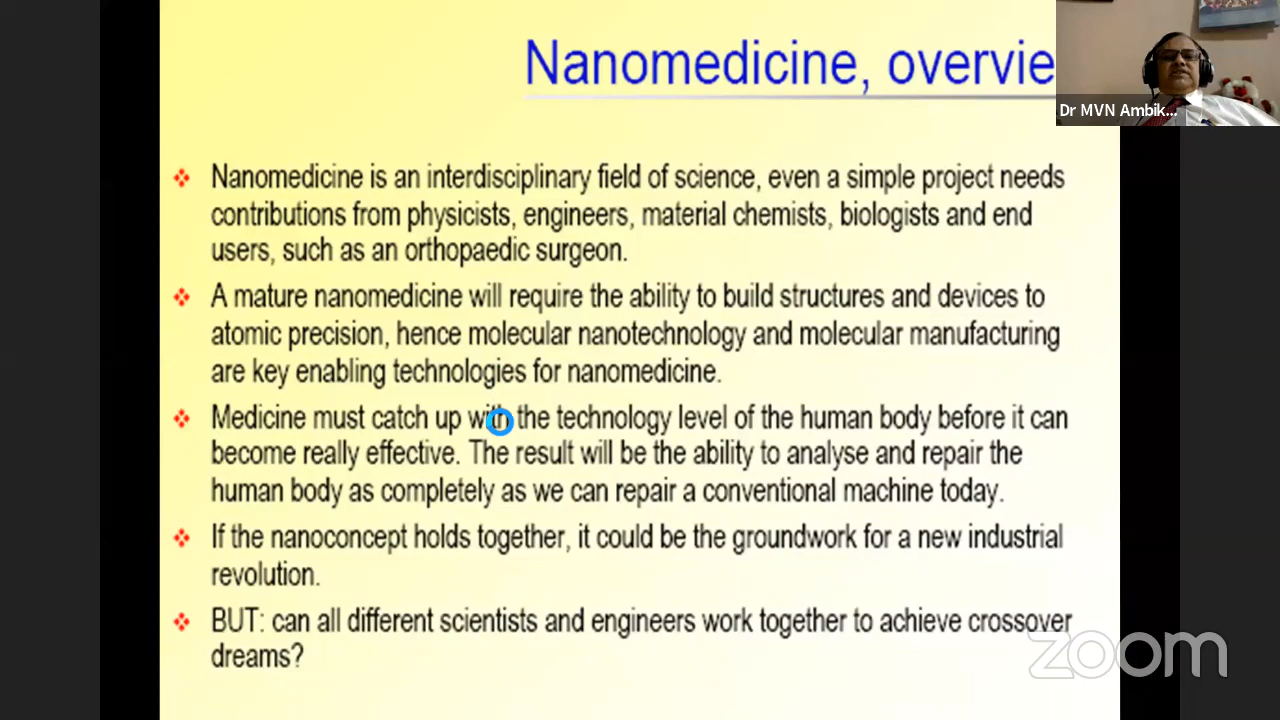 Nanomedicine, overvie
Dr MVN Ambik...
Nanomedicine is an interdisciplinary field of science, even a simple project needs
contributions from physicists, engineers, material chemists, biologists and end
users, such as an orthopaedic surgeon.
A mature nanomedicine will require the ability to build structures and devices to
atomic precision, hence molecular nanotechnology and molecular manufacturing
are key enabling technologies for nanomedicine.
Medicine must catch up with the technology level of the human body before it can
become really effective. The result will be the ability to analyse and repair the
human body as completely as we can repair a conventional machine today.
If the nanoconcept holds together, it could be the groundwork for a new industrial
revolution.
BUT: can all different scientists and engineers work together to achieve crossover
dreams?
zoom